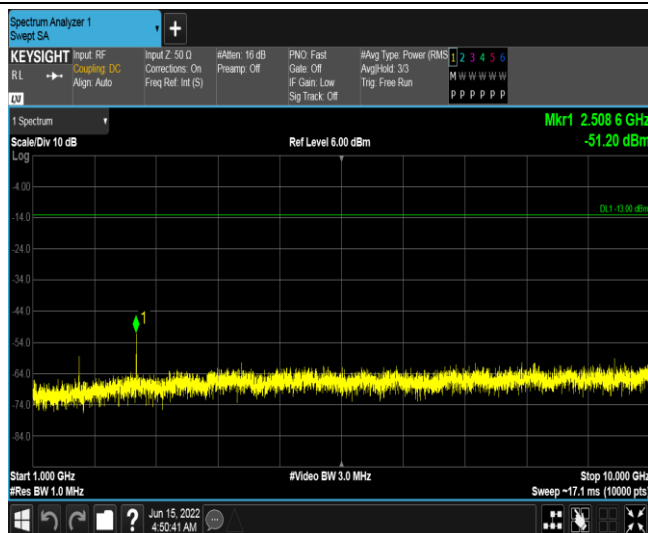 Spectrum Analyzer 1
Swept SA
+
KEYSIGHT
RL
LXI
Input: RF
Coupling: DC
Align: Auto
Input Z: 50 Ω
Corrections: On
Freq Ref: Int (S)
#Atten: 16 dB
Preamp: Off
PNO: Fast
Gate: Off
IF Gain: Low
Sig Track: Off
#Avg Type: Power (RMS
Avg|Hold: 3/3
Trig: Free Run
1 2 3 4 5 6
M W W W W W
P P P P P P
1 Spectrum
Scale/Div 10 dB
Log
Ref Level 6.00 dBm
Mkr1 2.508 6 GHz
-51.20 dBm
DL1 -13.00 dBm
1
-4.00
-14.0
-24.0
-34.0
-44.0
-54.0
-64.0
-74.0
-84.0
Start 1.000 GHz
#Res BW 1.0 MHz
#Video BW 3.0 MHz
Stop 10.000 GHz
Sweep ~17.1 ms (10000 pts)
?
Jun 15, 2022
4:50:41 AM